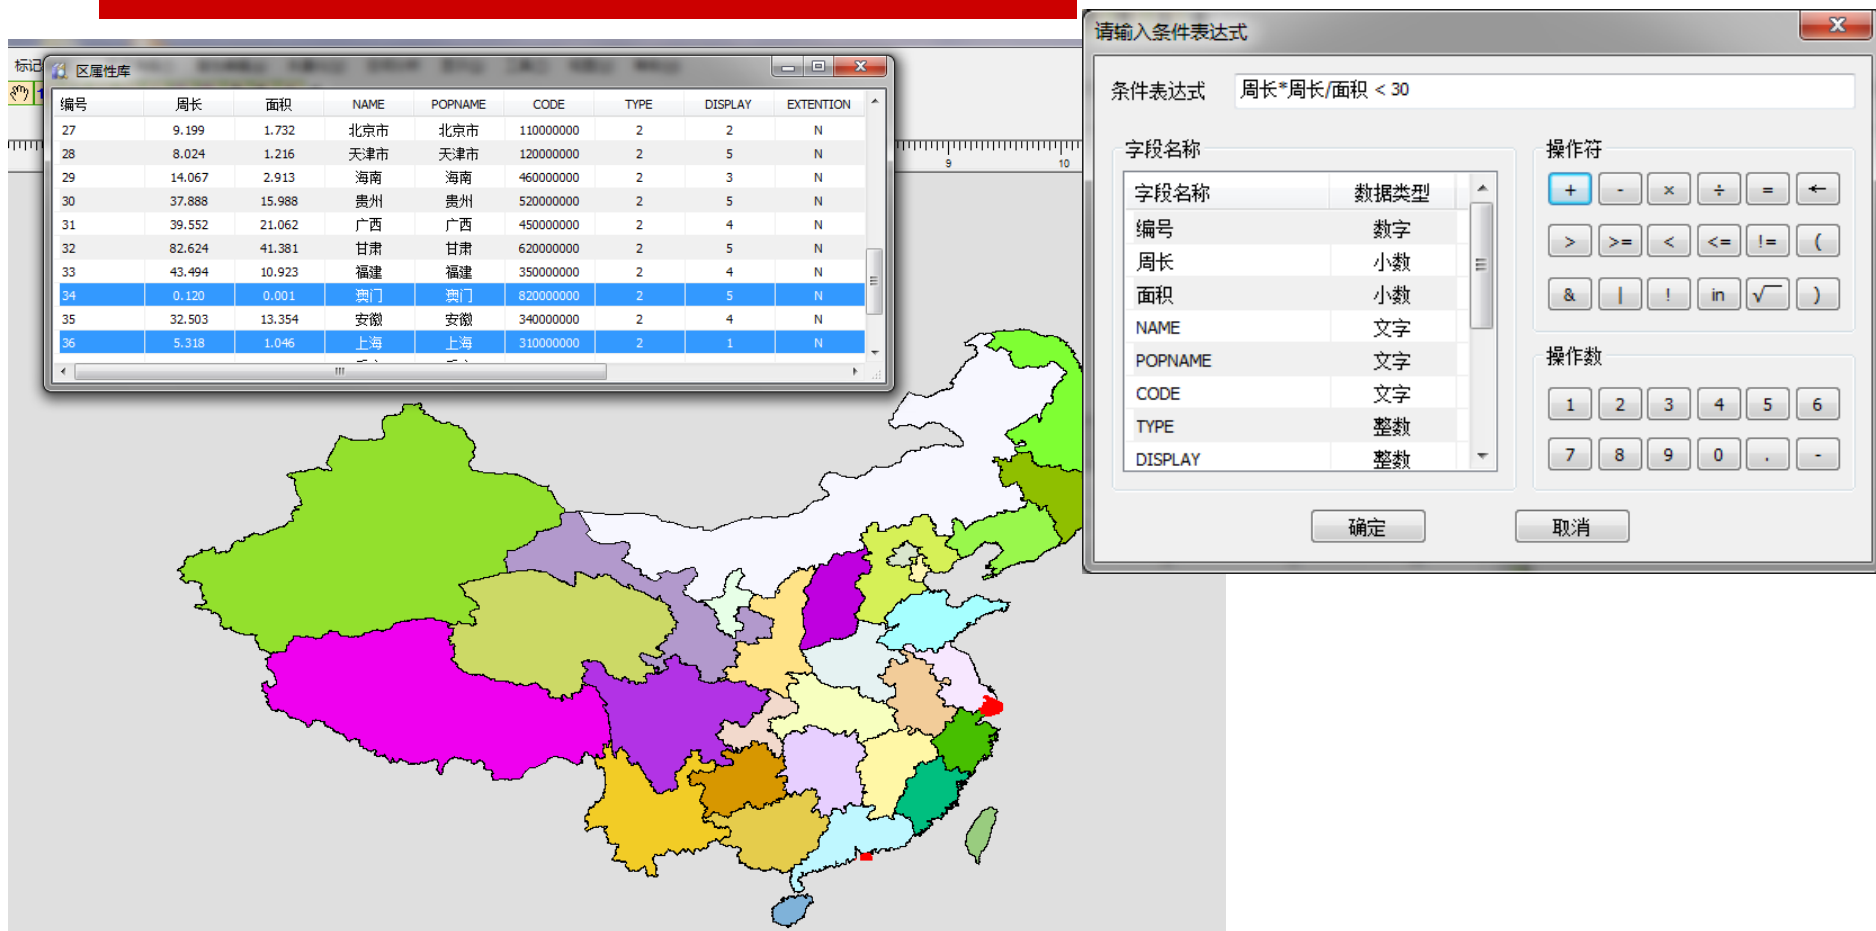 标记
区属性库
编号 周长 面积 NAME POPNAME CODE TYPE DISPLAY EXTENTION
27 9.199 1.732 北京市 北京市 110000000 2 2 N
28 8.024 1.216 天津市 天津市 120000000 2 5 N
29 14.067 2.913 海南 海南 460000000 2 3 N
30 37.888 15.988 贵州 贵州 520000000 2 5 N
31 39.552 21.062 广西 广西 450000000 2 4 N
32 82.624 41.381 甘肃 甘肃 620000000 2 5 N
33 43.494 10.923 福建 福建 350000000 2 4 N
34 0.120 0.001 澳门 澳门 820000000 2 5 N
35 32.503 13.354 安徽 安徽 340000000 2 4 N
36 5.318 1.046 上海 上海 310000000 2 1 N
9 10
请输入条件表达式
条件表达式 周长*周长/面积 < 30
字段名称
字段名称 数据类型
编号 数字
周长 小数
面积 小数
NAME 文字
POPNAME 文字
CODE 文字
TYPE 整数
DISPLAY 整数
操作符
+ - × ÷ = ←
> >= < <= != (
& | ! in √ )
操作数
1 2 3 4 5 6
7 8 9 0 . -
确定 取消